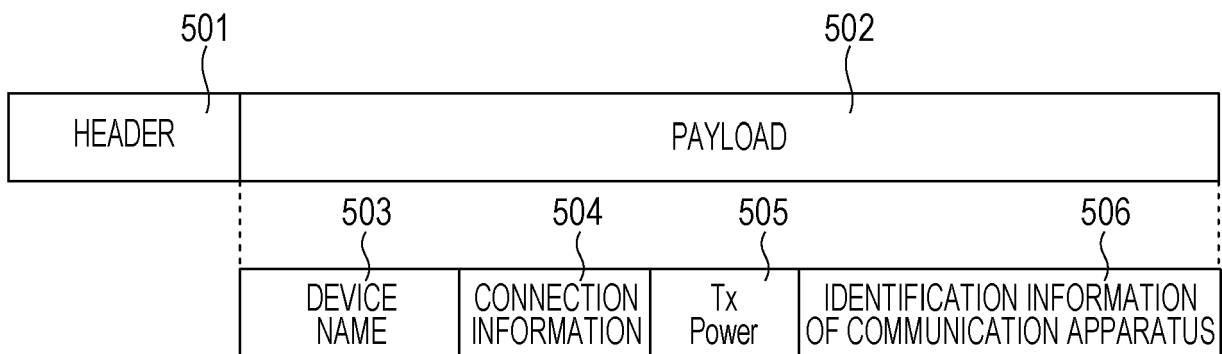 501
502
HEADER
PAYLOAD
503
504
505
506
DEVICE
NAME
CONNECTION
INFORMATION
Tx
Power
IDENTIFICATION INFORMATION
OF COMMUNICATION APPARATUS